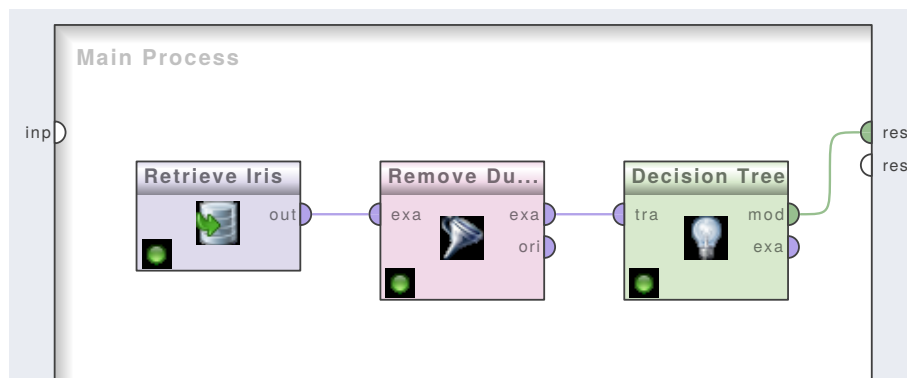 Main Process
inp
res
res
Retrieve Iris
out
Remove Du...
exa
exa
ori
Decision Tree
tra
mod
exa